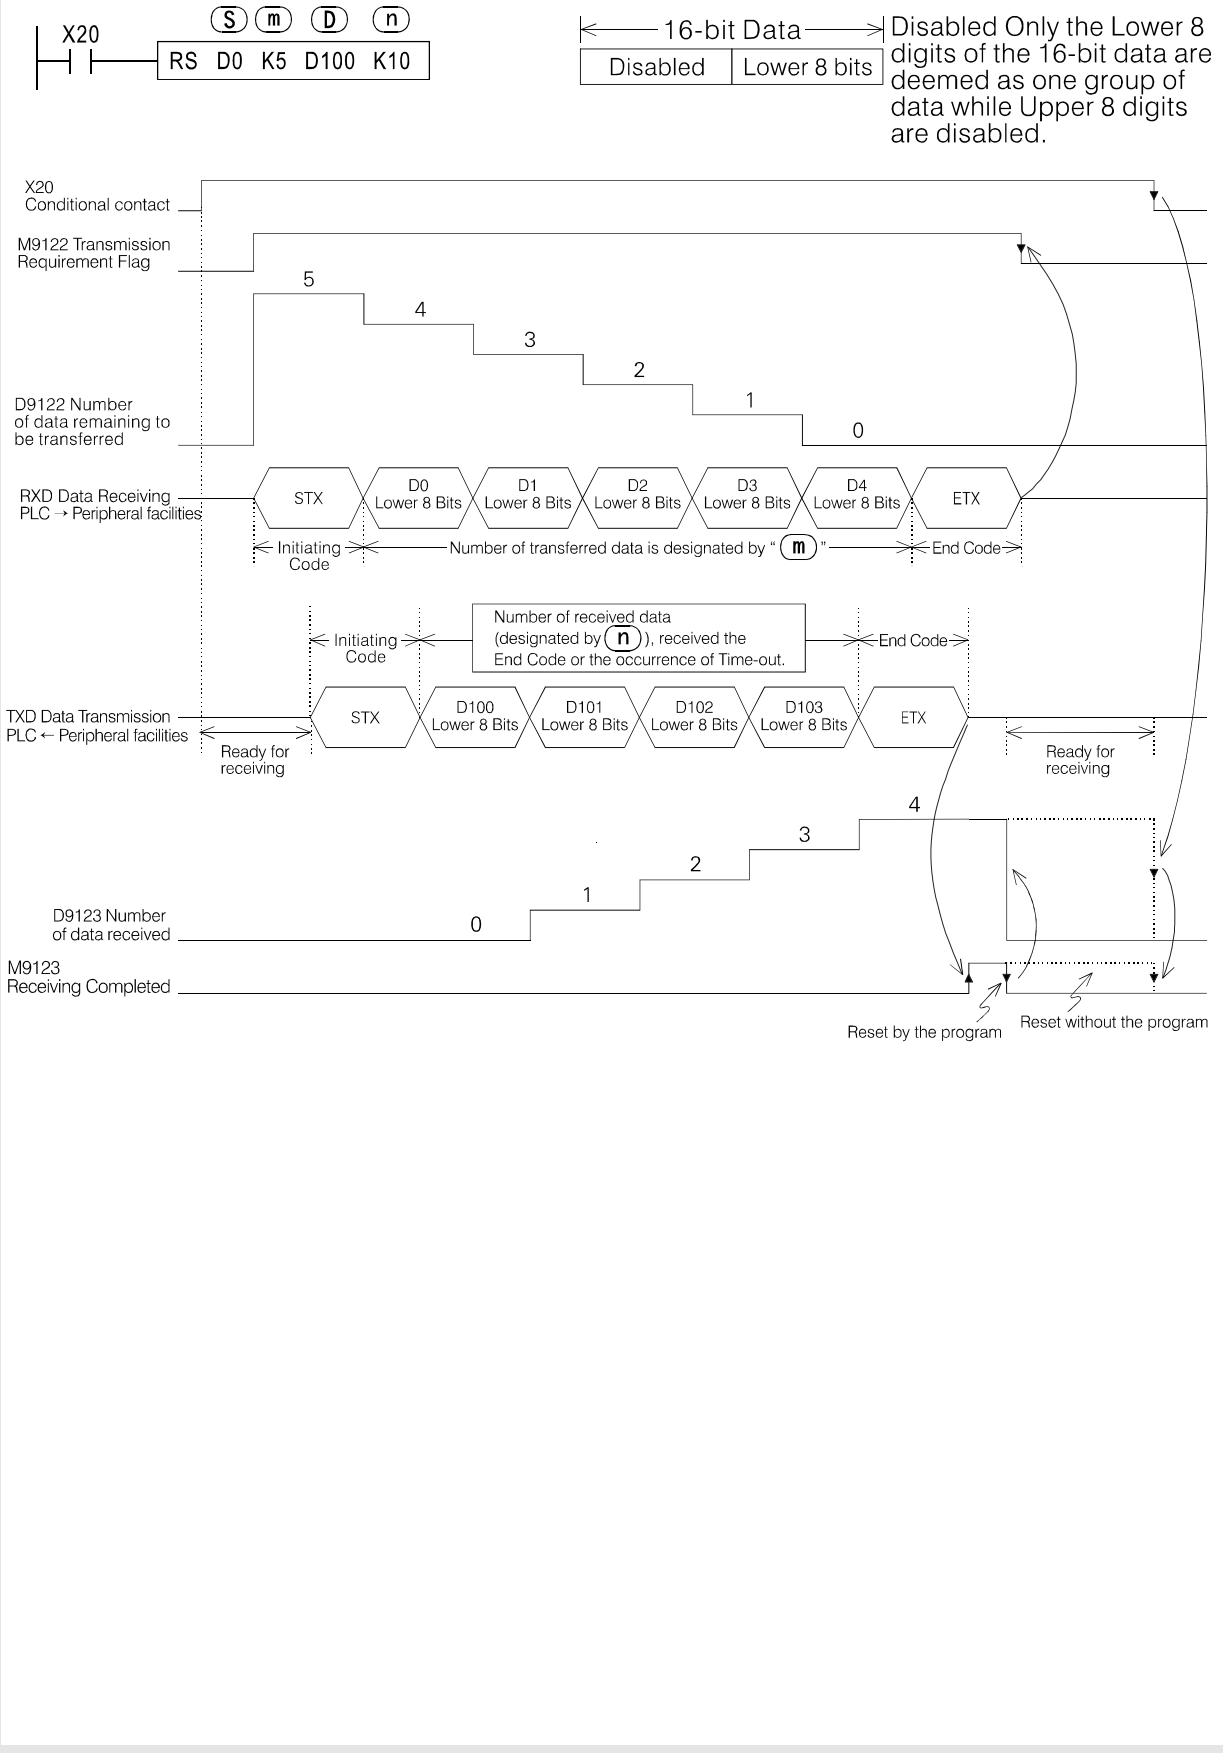 S m D n
X20
RS D0 K5 D100 K10
16-bit Data
Disabled Lower 8 bits
Disabled Only the Lower 8
digits of the 16-bit data are
deemed as one group of
data while Upper 8 digits
are disabled.
X20
Conditional contact
M9122 Transmission
Requirement Flag
5
4
3
2
1
0
D9122 Number
of data remaining to
be transferred
RXD Data Receiving
PLC → Peripheral facilities
STX
D0
Lower 8 Bits
D1
Lower 8 Bits
D2
Lower 8 Bits
D3
Lower 8 Bits
D4
Lower 8 Bits
ETX
Initiating
Code
Number of transferred data is designated by “ m ”
End Code
Initiating
Code
Number of received data
(designated by n ), received the
End Code or the occurrence of Time-out.
End Code
TXD Data Transmission
PLC ← Peripheral facilities
STX
D100
Lower 8 Bits
D101
Lower 8 Bits
D102
Lower 8 Bits
D103
Lower 8 Bits
ETX
Ready for
receiving
Ready for
receiving
4
3
2
1
0
D9123 Number
of data received
M9123
Receiving Completed
Reset by the program
Reset without the program